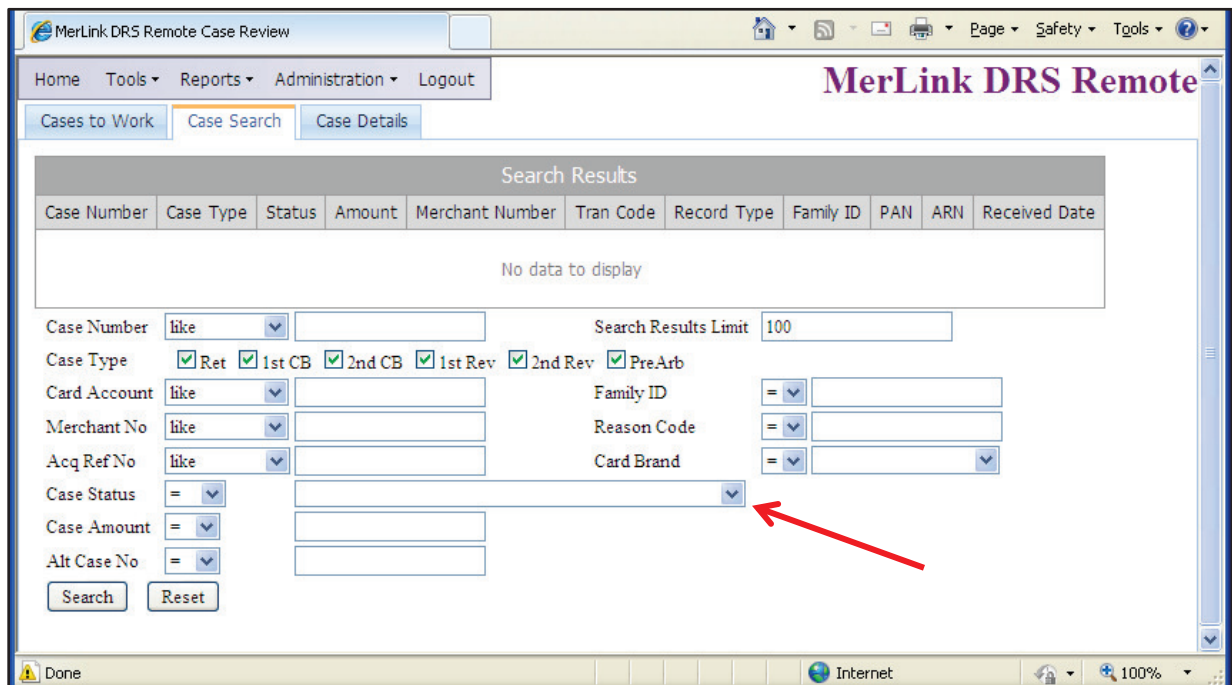 MerLink DRS Remote Case Review
Page Safety Tools
Home Tools Reports Administration Logout
MerLink DRS Remote
Cases to Work Case Search Case Details
Search Results
Case Number Case Type Status Amount Merchant Number Tran Code Record Type Family ID PAN ARN Received Date
No data to display
Case Number like Search Results Limit 100
Case Type Ret 1st CB 2nd CB 1st Rev 2nd Rev PreArb
Card Account like Family ID =
Merchant No like Reason Code =
Acq Ref No like Card Brand =
Case Status =
Case Amount =
Alt Case No =
Search Reset
Done Internet 100%